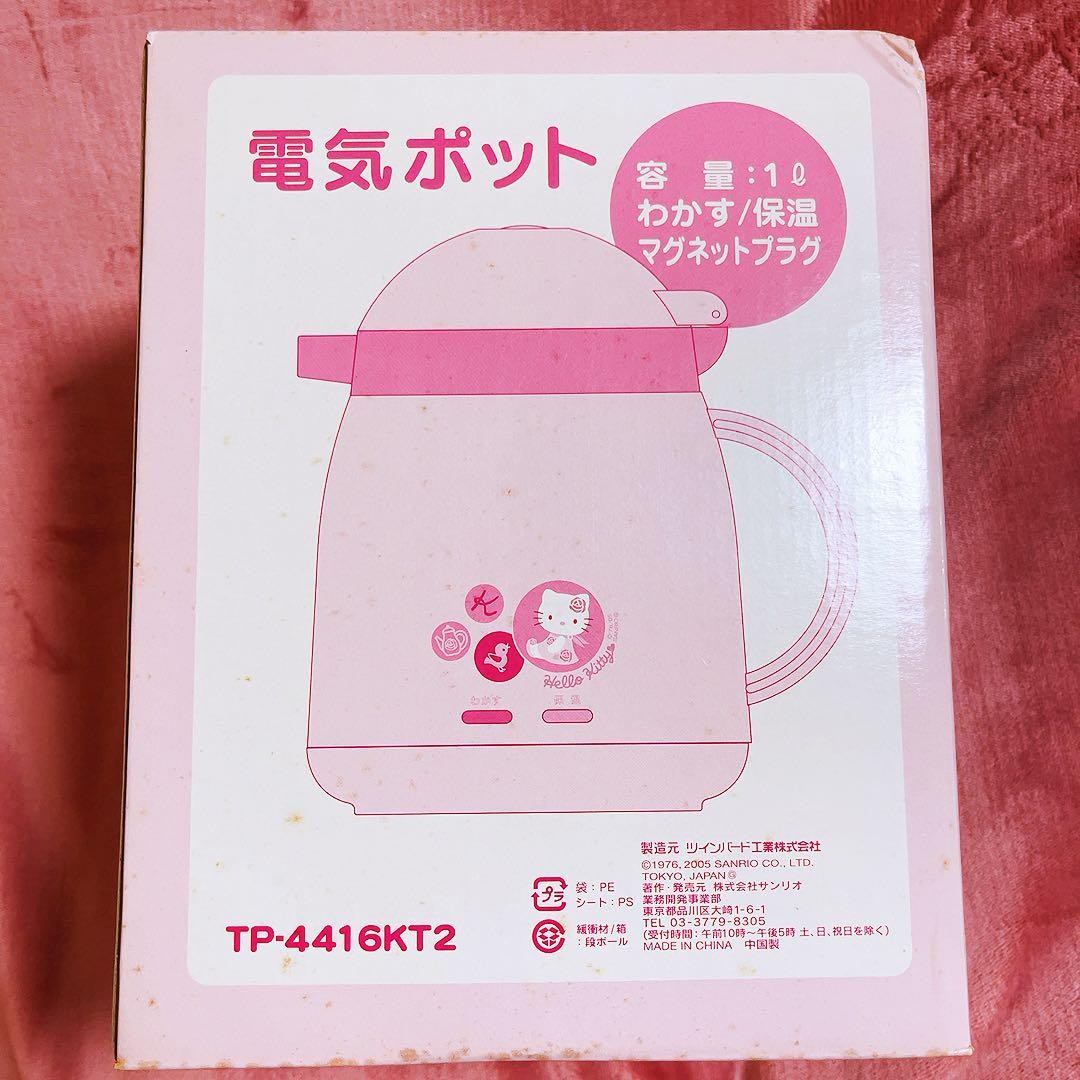 電気ポット
容量:1ℓ
わかす/保温
マグネットプラグ
K
Hello Kitty
わかす
保温
製造元 ツインバード工業株式会社
©1976, 2005 SANRIO CO., LTD.
TOKYO, JAPAN Ⓖ
著作・発売元 株式会社サンリオ
業務開発事業部
東京都品川区大崎1-6-1
TEL 03-3779-8305
(受付時間:午前10時〜午後5時 土、日、祝日を除く)
MADE IN CHINA 中国製
プラ
袋:PE
シート:PS
緩衝材/箱
:段ボール
TP-4416KT2